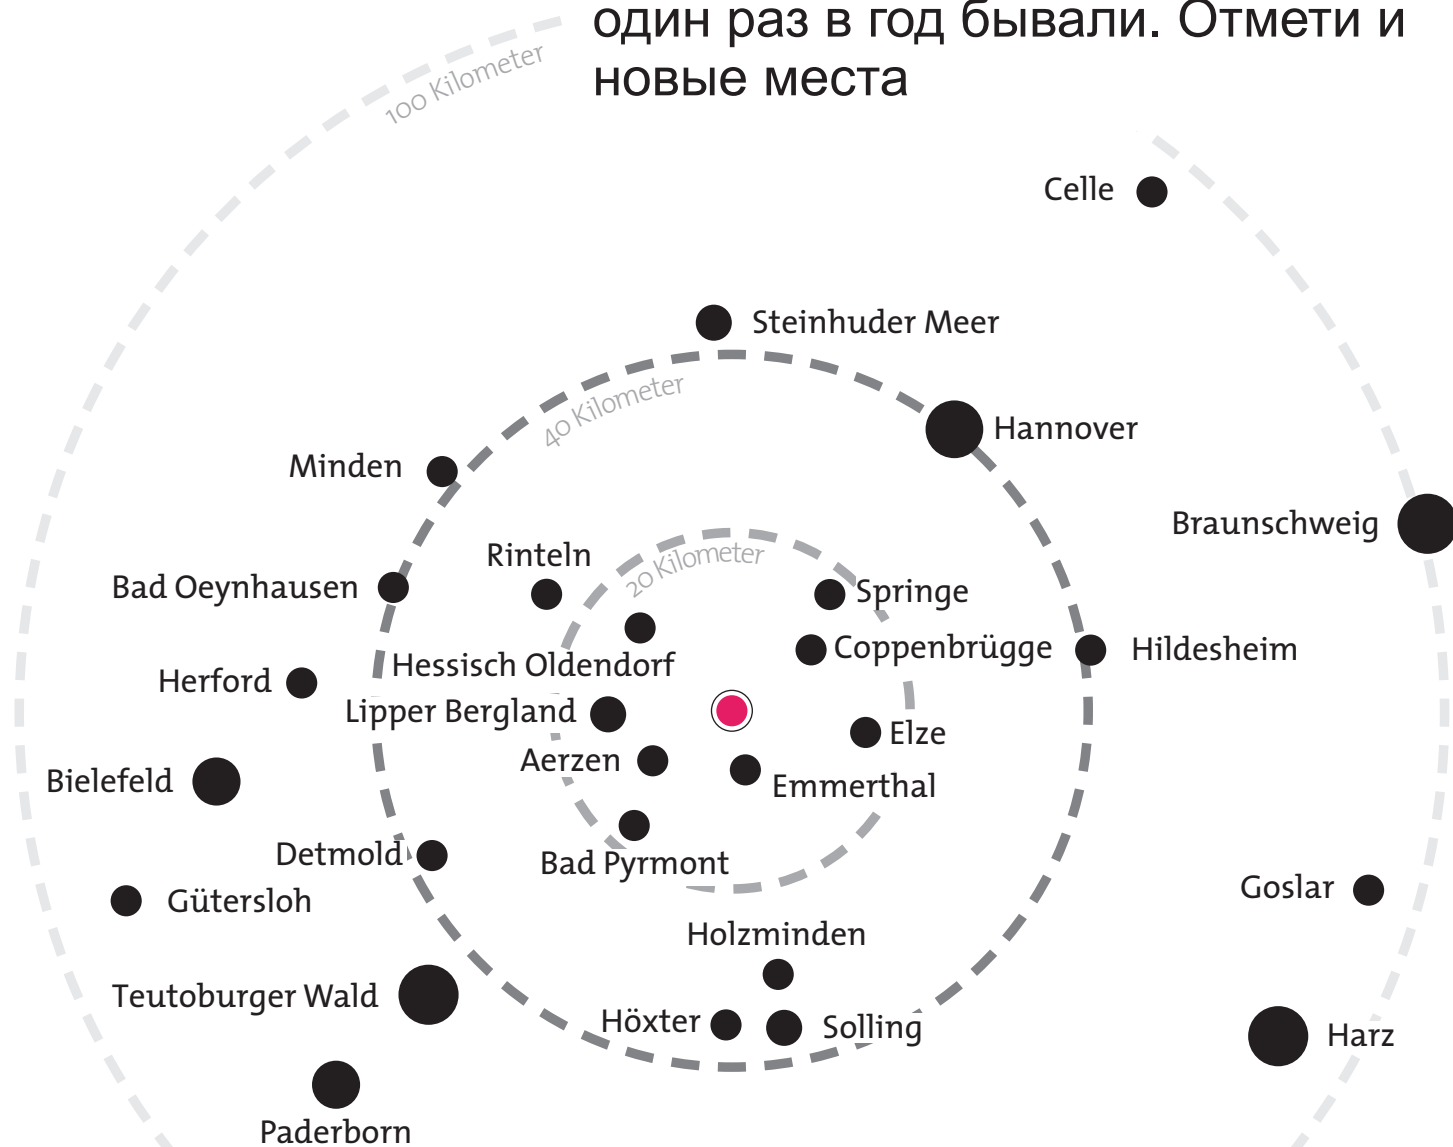 один раз в год бывали. Отмети и
новые места
100 Kilometer
Celle
Steinhuder Meer
40 Kilometer
Hannover
Minden
Braunschweig
Rinteln
20 Kilometer
Bad Oeynhausen
Springe
Coppenbrügge
Hildesheim
Hessisch Oldendorf
Herford
Lipper Bergland
Elze
Aerzen
Bielefeld
Emmerthal
Detmold
Bad Pyrmont
Gütersloh
Goslar
Holzminden
Teutoburger Wald
Höxter
Solling
Harz
Paderborn